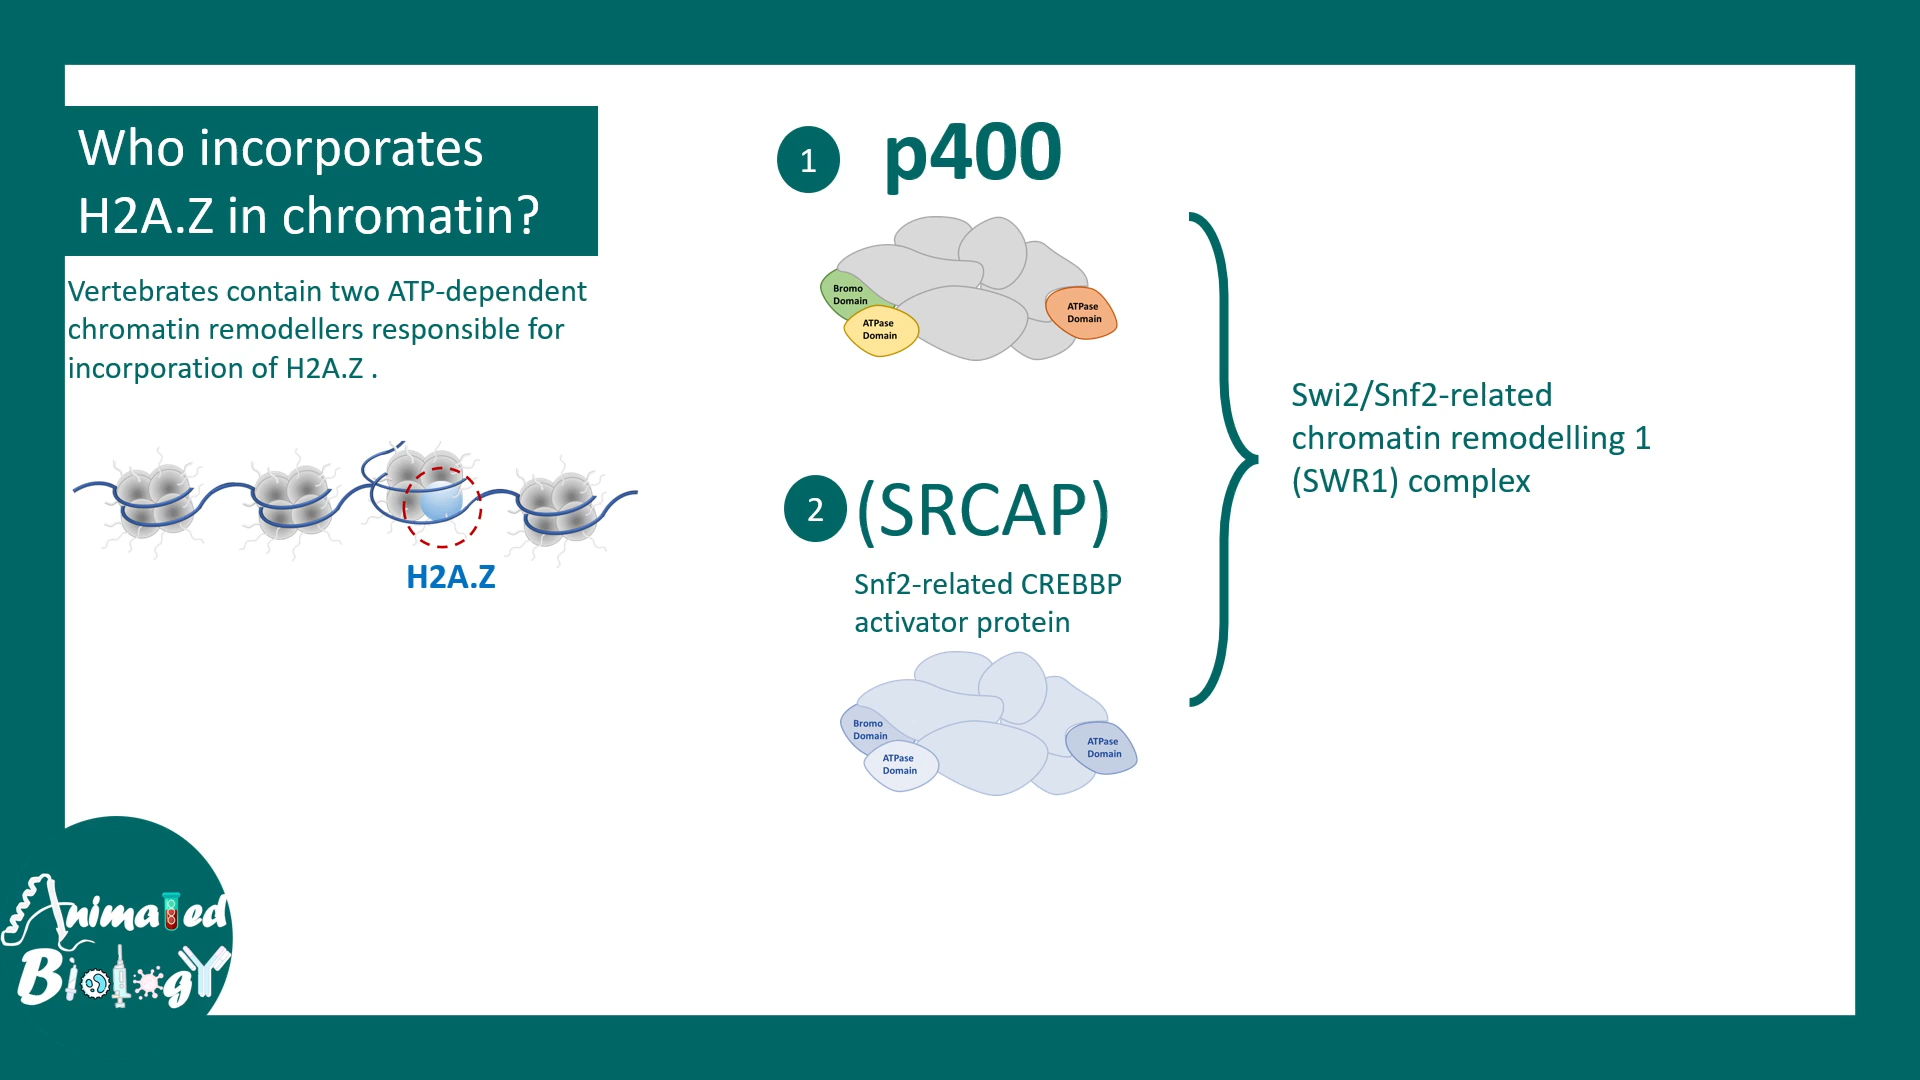 Who incorporates
H2A.Z in chromatin?
Vertebrates contain two ATP-dependent
chromatin remodellers responsible for
incorporation of H2A.Z .
H2A.Z
1
p400
Bromo
Domain
ATPase
Domain
ATPase
Domain
2
(SRCAP)
Snf2-related CREBBP
activator protein
Bromo
Domain
ATPase
Domain
ATPase
Domain
Swi2/Snf2-related
chromatin remodelling 1
(SWR1) complex
Animated
Biology